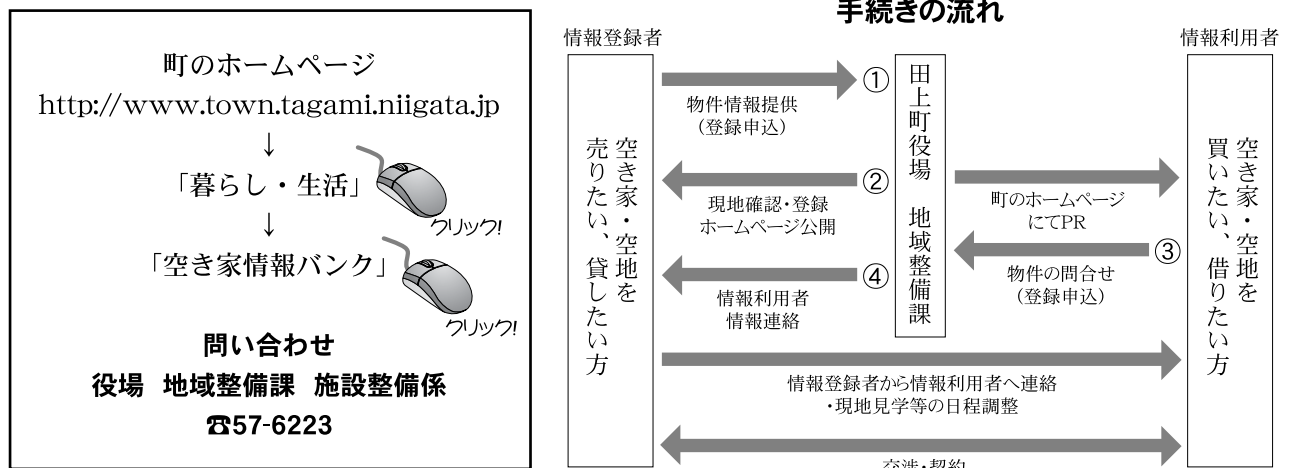 町のホームページ
http://www.town.tagami.niigata.jp
↓
「暮らし・生活」
クリック!
↓
「空き家情報バンク」
クリック!
問い合わせ
役場 地域整備課 施設整備係
☎57-6223
手続きの流れ
情報登録者
空き家・空地を
売りたい、貸したい方
①
物件情報提供
(登録申込)
②
現地確認・登録
ホームページ公開
④
情報利用者
情報連絡
田上町役場 地域整備課
町のホームページ
にてPR
③
物件の問合せ
(登録申込)
情報利用者
空き家・空地を
買いたい、借りたい方
情報登録者から情報利用者へ連絡
・現地見学等の日程調整
交渉・契約